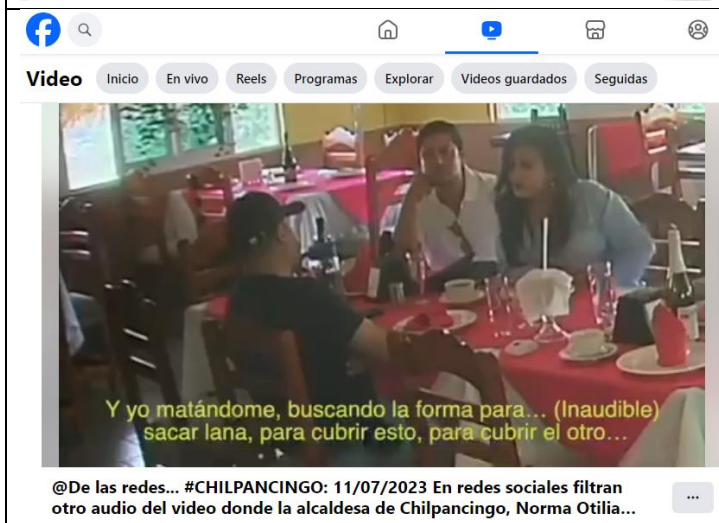 Video Inicio En vivo Reels Programas Explorar Videos guardados Seguidas
Y yo matándome, buscando la forma para... (Inaudible)
sacar lana, para cubrir esto, para cubrir el otro...
@De las redes... #CHILPANCINGO: 11/07/2023 En redes sociales filtran
otro audio del video donde la alcaldesa de Chilpancingo, Norma Otilia...